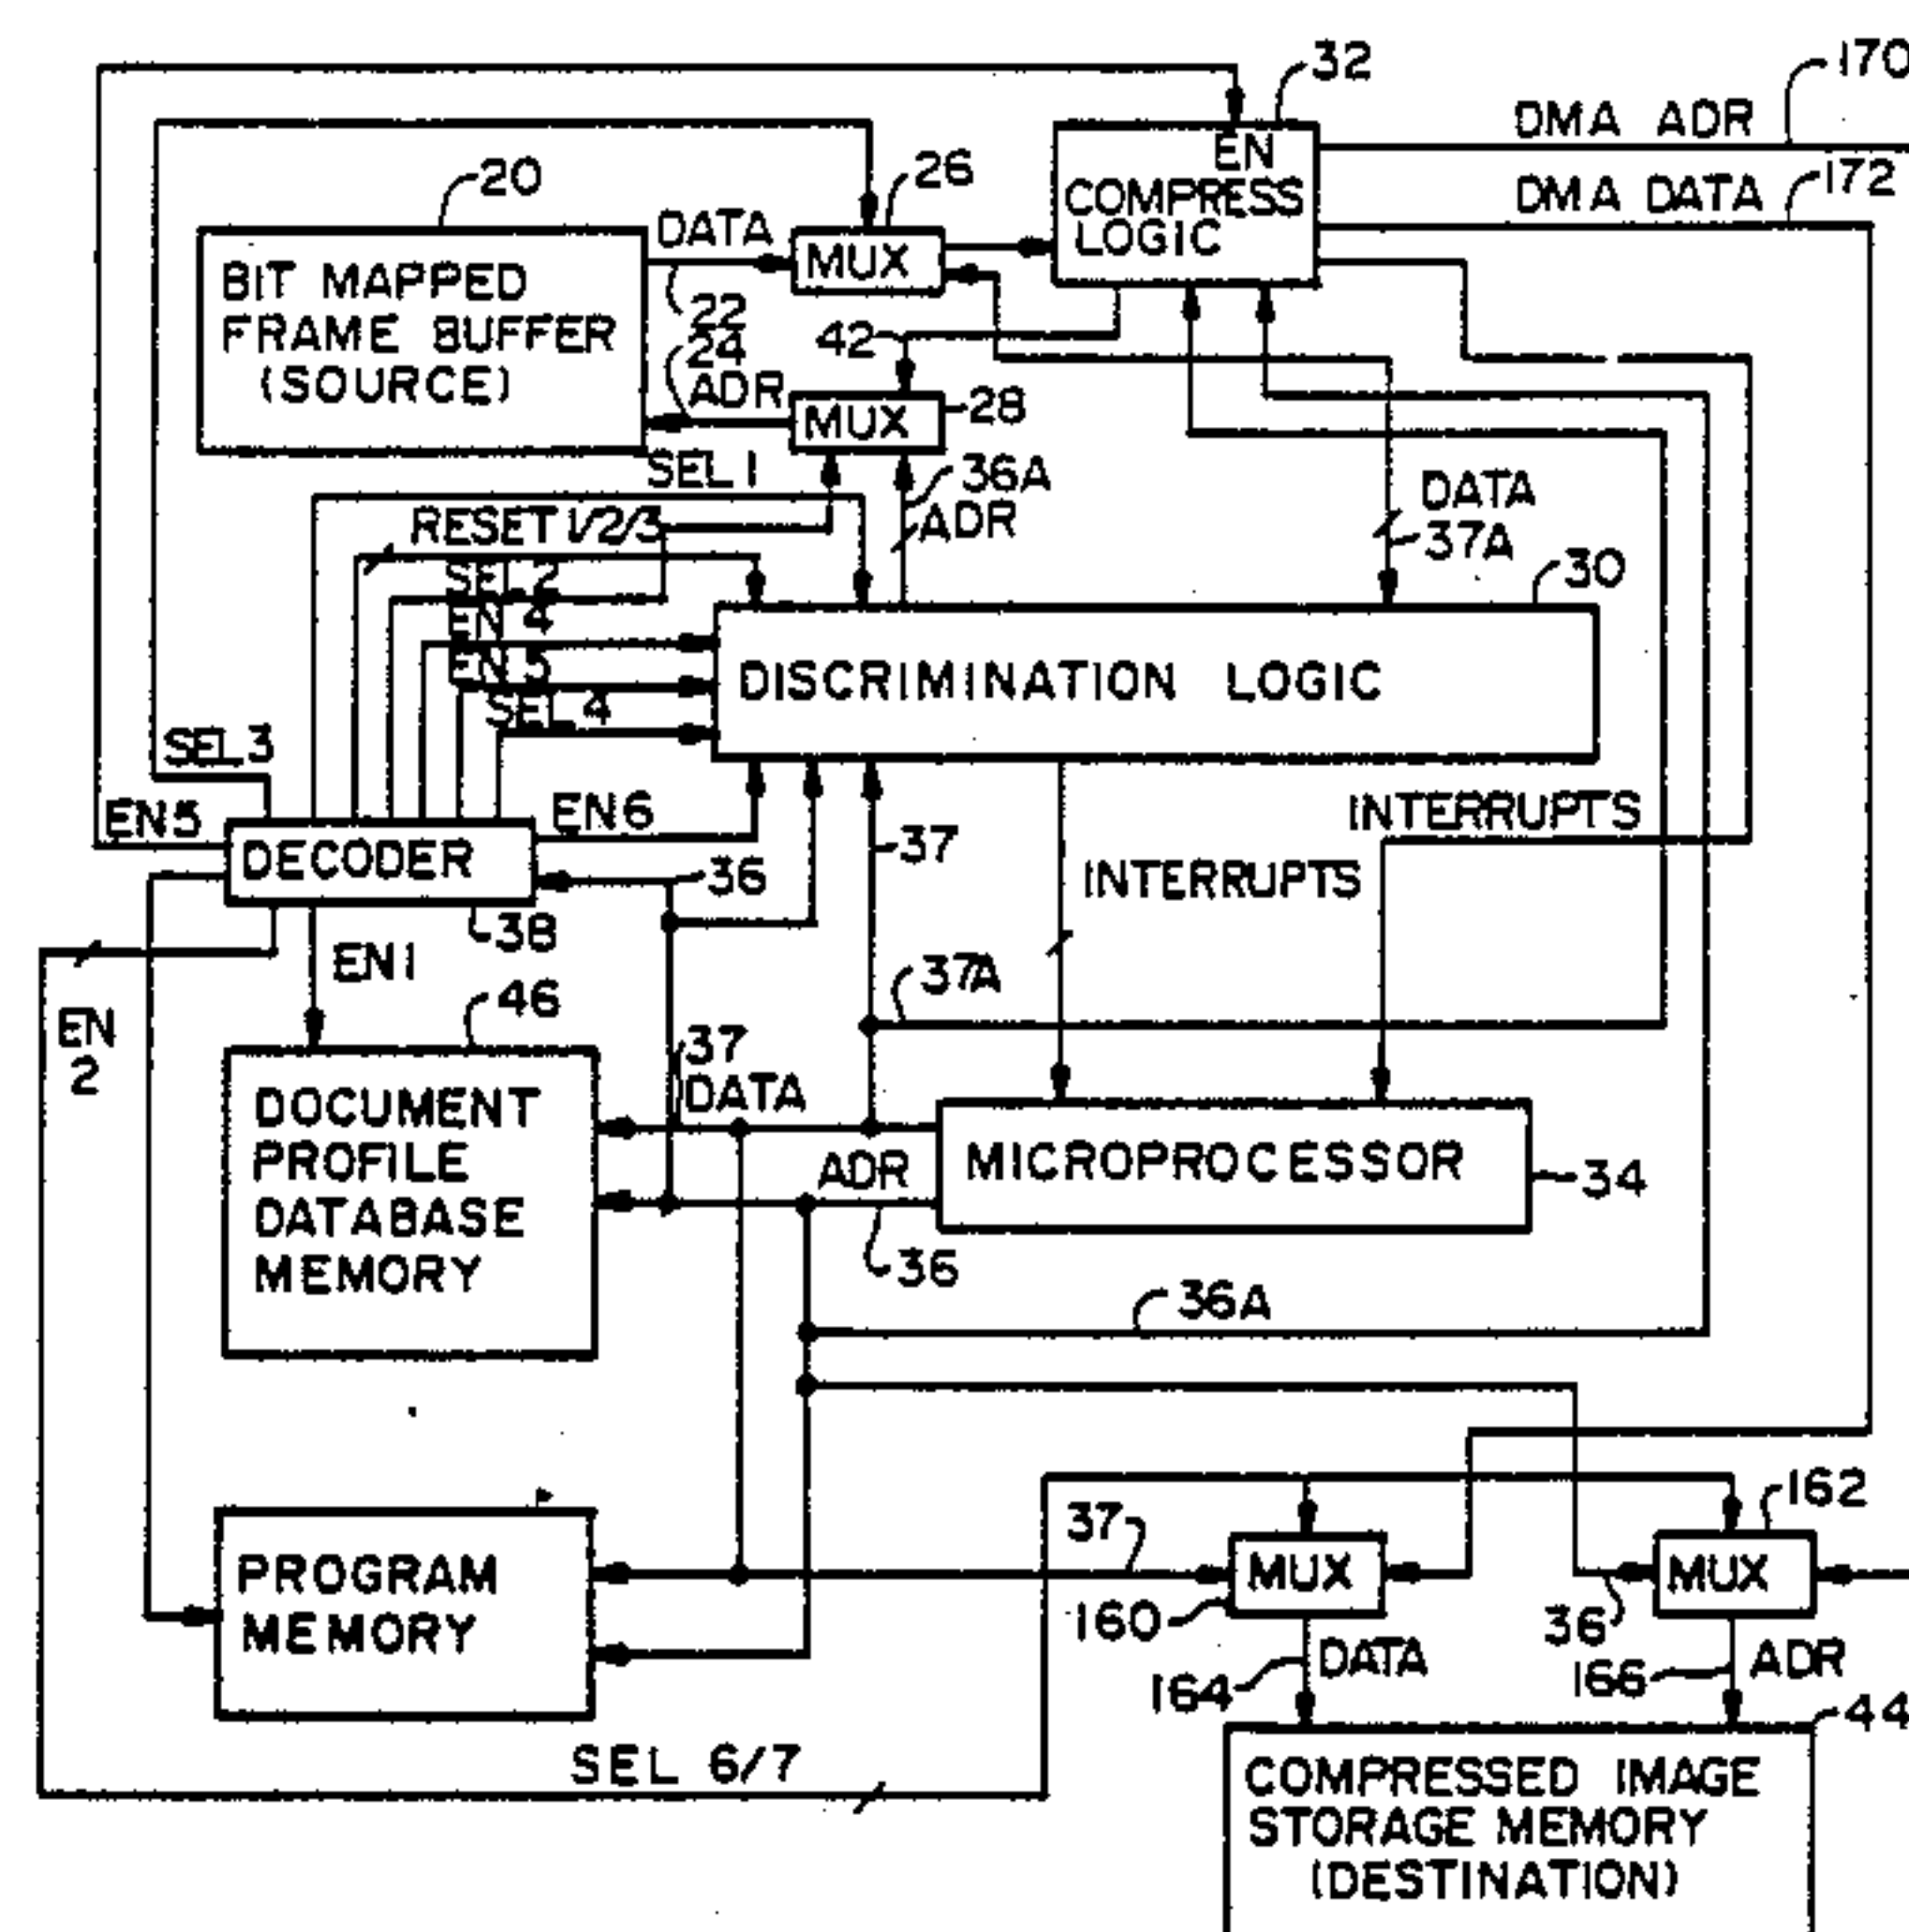 32
170
DMA ADR
EN
COMPRESS
LOGIC
DMA DATA
172
20
26
DATA
MUX
BIT MAPPED
FRAME BUFFER
(SOURCE)
22
24
ADR
42
MUX
28
SEL 1
36A
ADR
DATA
37A
RESET 1/2/3
SEL 2
EN 4
EN 5
SEL 4
30
DISCRIMINATION LOGIC
SEL3
EN5
EN6
DECODER
36
37
INTERRUPTS
INTERRUPTS
38
EN1
46
37A
EN
2
37
DATA
DOCUMENT
PROFILE
DATABASE
MEMORY
ADR
MICROPROCESSOR
34
36
36A
162
37
PROGRAM
MEMORY
MUX
MUX
160
36
DATA
ADR
164
166
44
SEL 6/7
COMPRESSED IMAGE
STORAGE MEMORY
(DESTINATION)